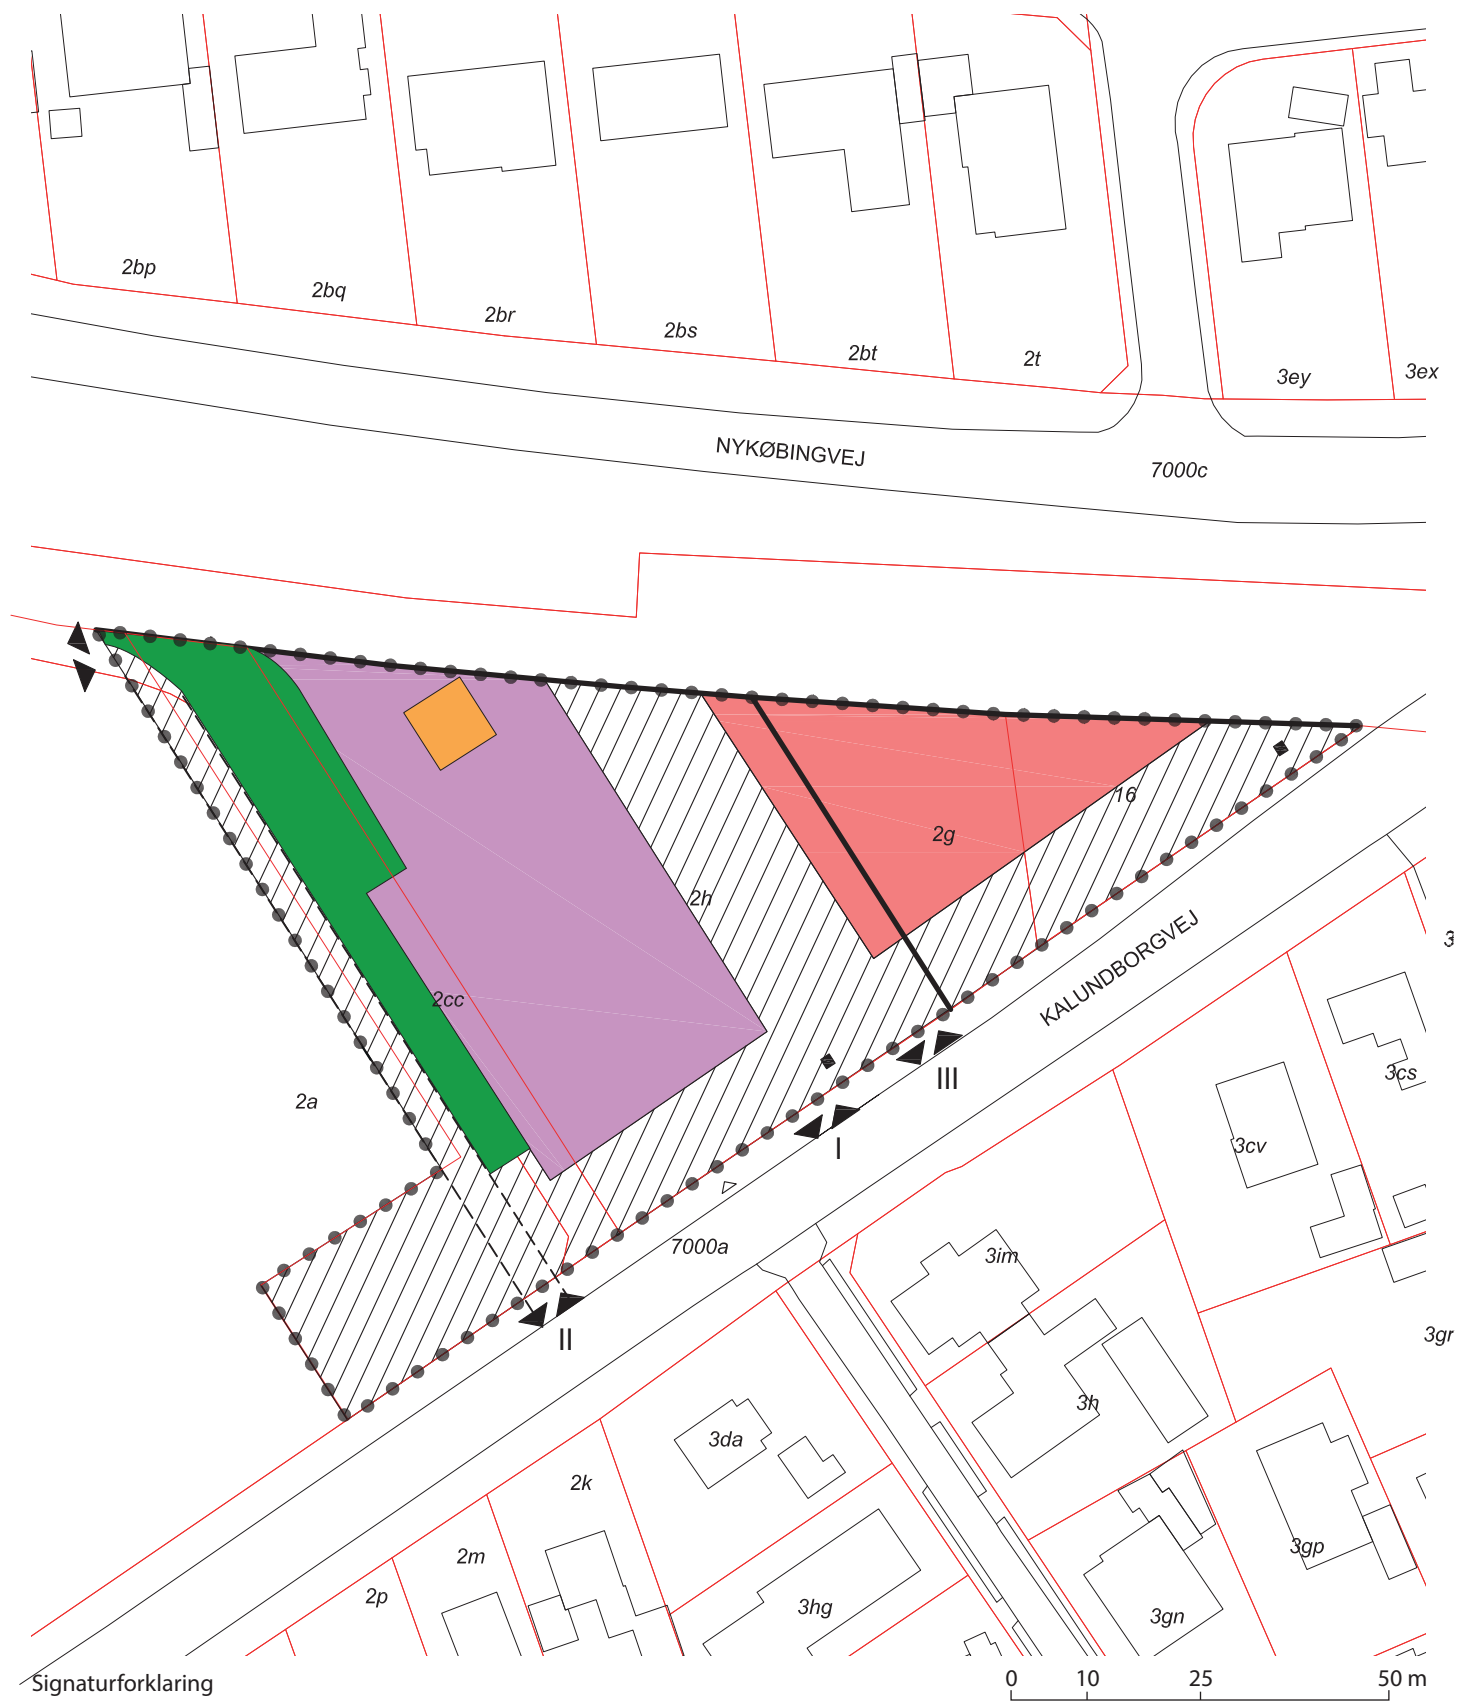 2bp
2bq
2br
2bs
2bt
2t
3ey
3ex
NYKØBINGVEJ
7000c
16
2g
2h
2cc
2a
KALUNDBORGVEJ
3
3cs
3cv
III
I
II
7000a
3im
3gr
3h
3da
2k
2m
2p
3hg
3gp
3gn
Signaturforklaring
0 10 25 50 m